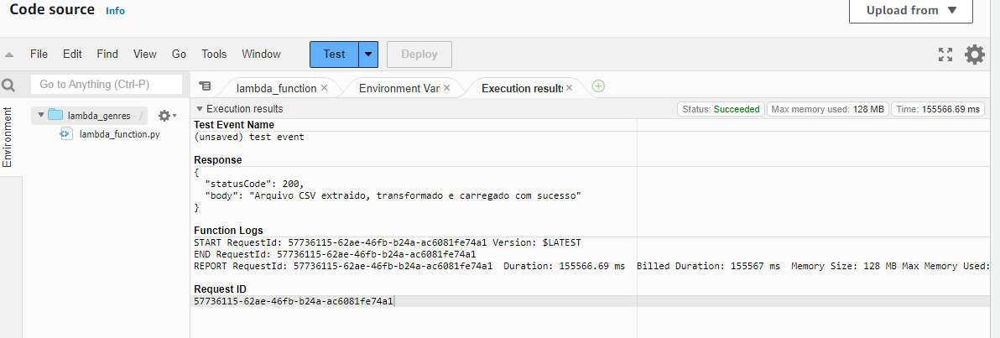 Code source Info
Upload from
File Edit Find View Go Tools Window Test Deploy
Go to Anything (Ctrl-P)
lambda_function × Environment Var × Execution results ×
Environment
lambda_genres - /
lambda_function.py
Execution results
Status: Succeeded Max memory used: 128 MB Time: 155566.69 ms
Test Event Name
(unsaved) test event
Response
{
"statusCode": 200,
"body": "Arquivo CSV extraido, transformado e carregado com sucesso"
}
Function Logs
START RequestId: 57736115-62ae-46fb-b24a-ac6081fe74a1 Version: $LATEST
END RequestId: 57736115-62ae-46fb-b24a-ac6081fe74a1
REPORT RequestId: 57736115-62ae-46fb-b24a-ac6081fe74a1 Duration: 155566.69 ms Billed Duration: 155567 ms Memory Size: 128 MB Max Memory Used:
Request ID
57736115-62ae-46fb-b24a-ac6081fe74a1